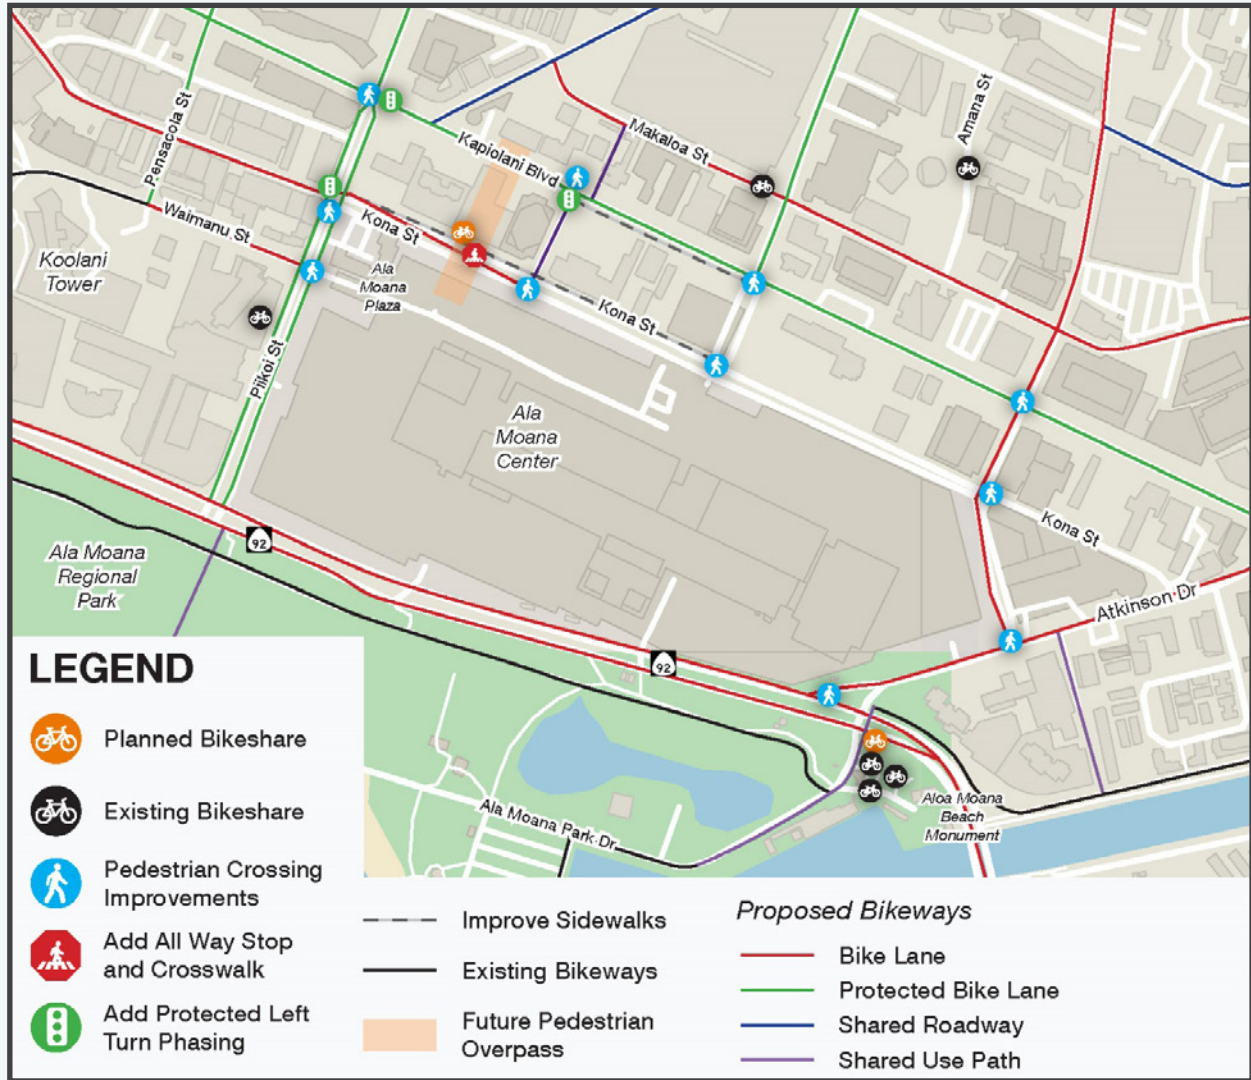 Pensacola St
Kapiolani Blvd
Makaloa St
Amana St
Waimanu St
Kona St
Koolani
Tower
Ala
Moana
Plaza
Kona St
Piikoi St
Ala
Moana
Center
Kona St
Ala Moana
Regional
Park
92
Atkinson Dr
92
Ala Moana Park Dr
Aloa Moana
Beach
Monument
LEGEND
Planned Bikeshare
Existing Bikeshare
Pedestrian Crossing
Improvements
Add All Way Stop
and Crosswalk
Add Protected Left
Turn Phasing
Improve Sidewalks
Existing Bikeways
Future Pedestrian
Overpass
Proposed Bikeways
Bike Lane
Protected Bike Lane
Shared Roadway
Shared Use Path